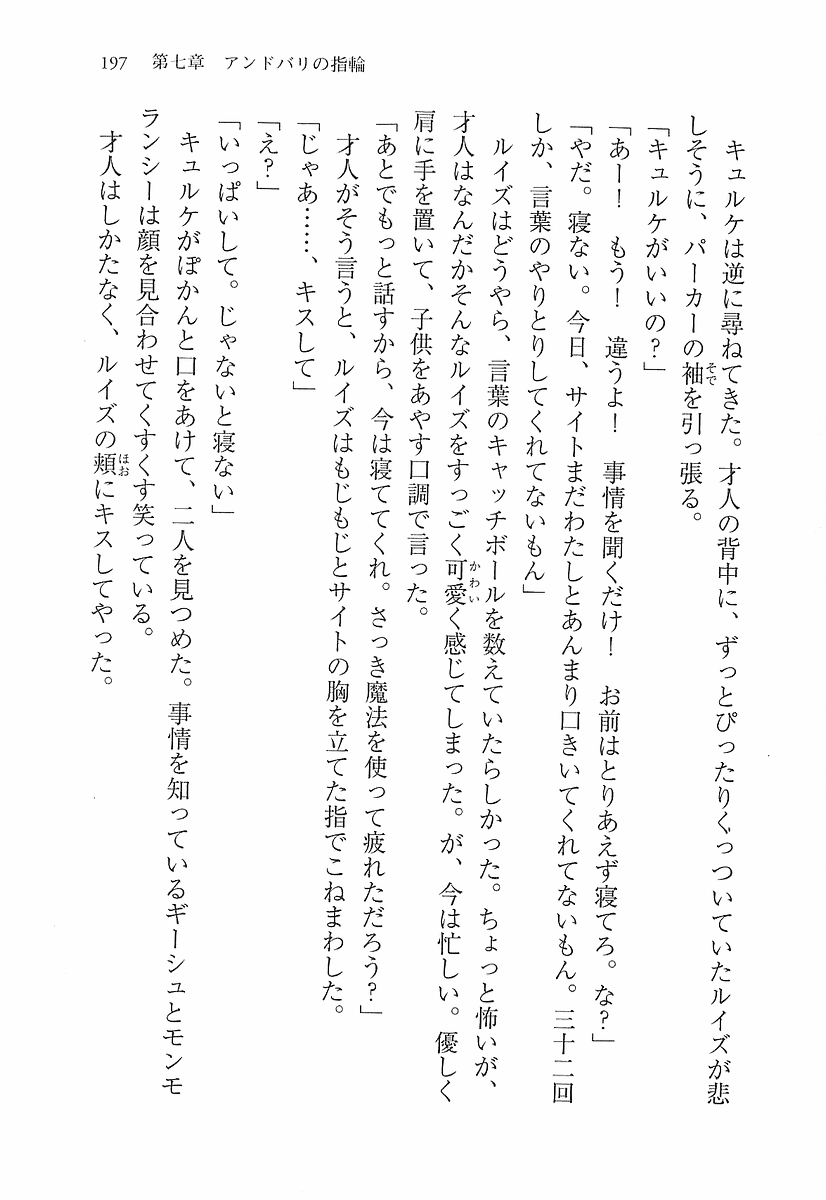 197　第七章　アンドバリの指輪
　キュルケは逆に尋ねてきた。才人の背中に、ずっとぴったりくっついていたルイズが悲
しそうに、パーカーの袖を引っ張る。
「キュルケがいいの？」
「あー！　もう！　違うよ！　事情を聞くだけ！　お前はとりあえず寝てろ。な？」
「やだ。寝ない。今日、サイトまだわたしとあんまり口きいてくれてないもん。三十二回
しか、言葉のやりとりしてくれてないもん」
　ルイズはどうやら、言葉のキャッチボールを数えていたらしかった。ちょっと怖いが、
才人はなんだかそんなルイズをすっごく可愛く感じてしまった。が、今は忙しい。優しく
肩に手を置いて、子供をあやす口調で言った。
「あとでもっと話すから、今は寝ててくれ。さっき魔法を使って疲れただろう？」
　才人がそう言うと、ルイズはもじもじとサイトの胸を立てた指でこねまわした。
「じゃあ……、キスして」
「え？」
「いっぱいして。じゃないと寝ない」
　キュルケがぽかんと口をあけて、二人を見つめた。事情を知っているギーシュとモンモ
ランシーは顔を見合わせてくすくす笑っている。
　才人はしかたなく、ルイズの頬にキスしてやった。